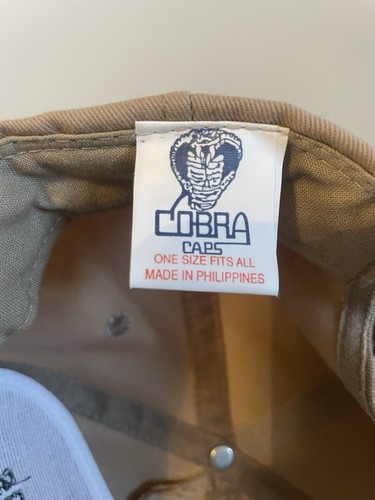 COBRA
CAPS
ONE SIZE FITS ALL
MADE IN PHILIPPINES